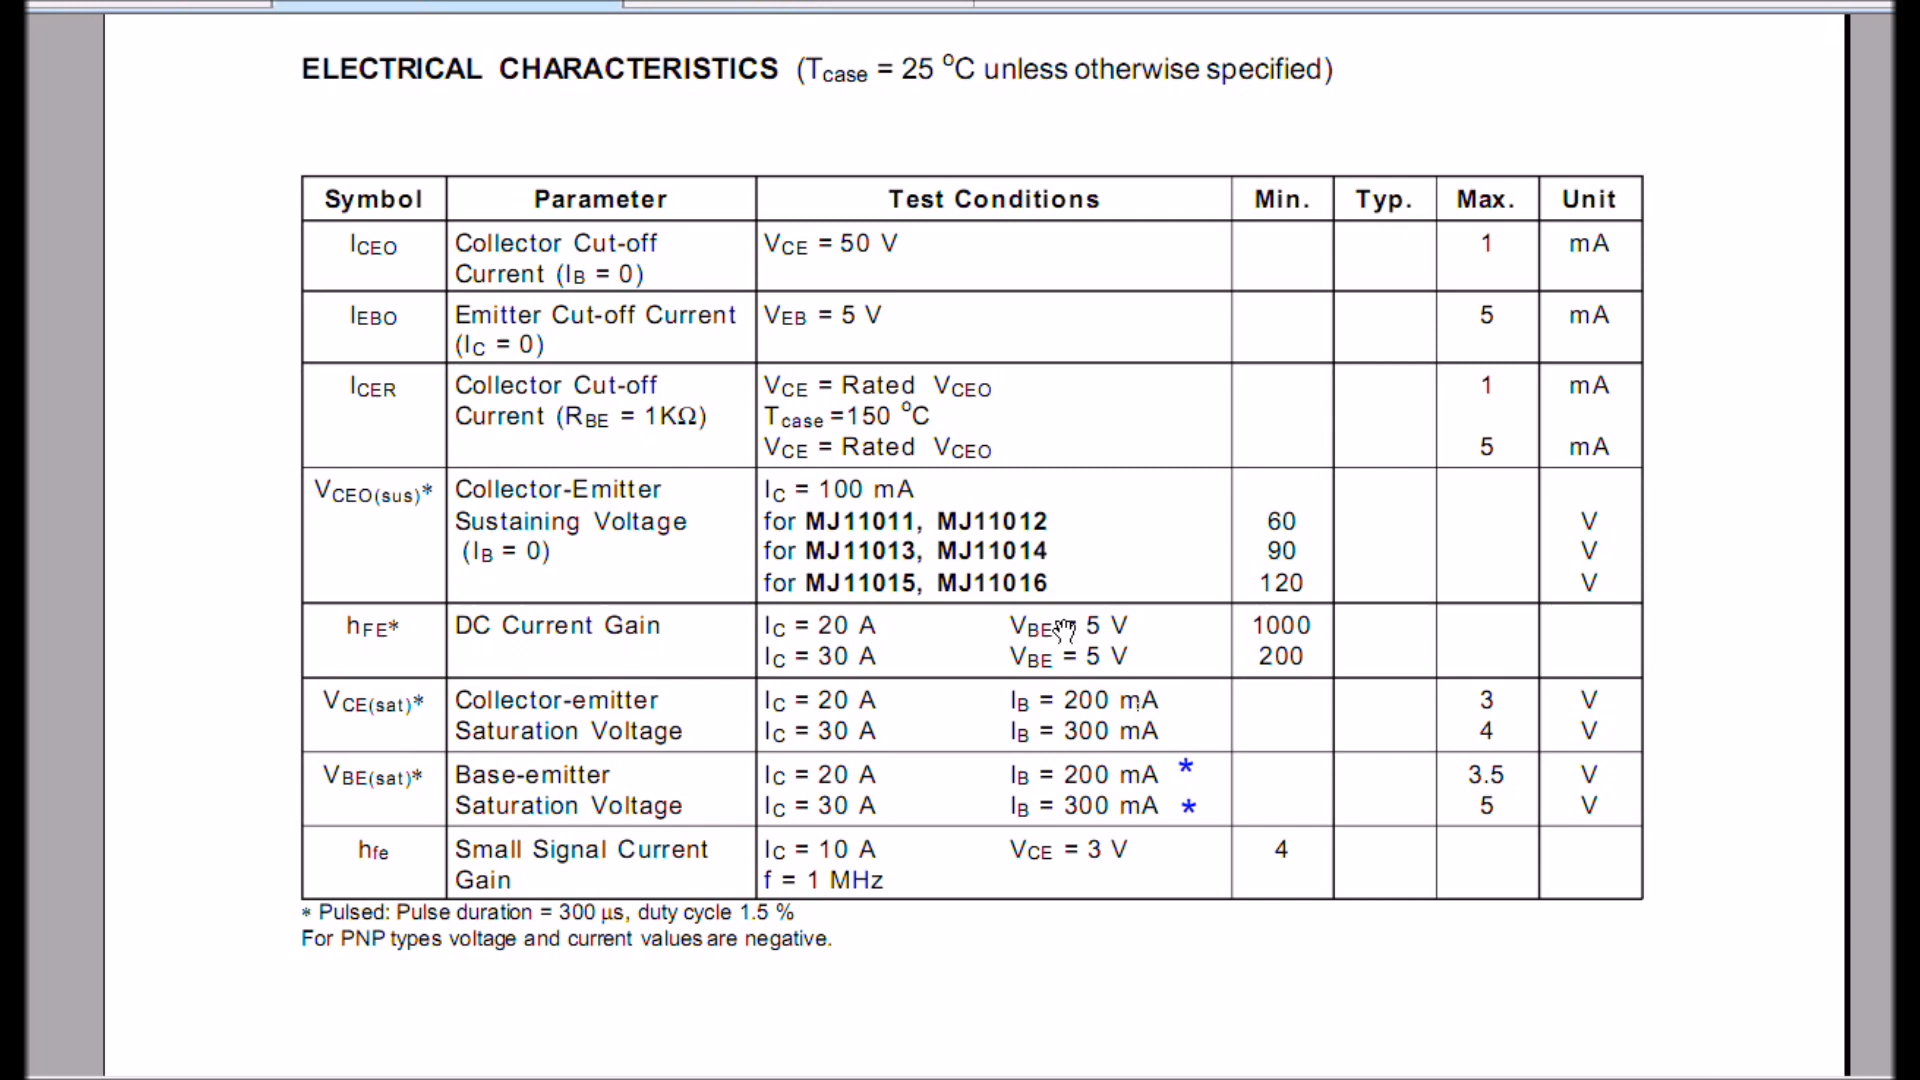 ELECTRICAL CHARACTERISTICS (Tcase = 25 °C unless otherwise specified)
Symbol Parameter Test Conditions Min. Typ. Max. Unit
ICEO Collector Cut-off VCE = 50 V 1 mA
Current (IB = 0)
IEBO Emitter Cut-off Current VEB = 5 V 5 mA
(IC = 0)
ICER Collector Cut-off VCE = Rated VCEO 1 mA
Current (RBE = 1KΩ) Tcase =150 °C
VCE = Rated VCEO 5 mA
VCEO(sus)* Collector-Emitter IC = 100 mA
Sustaining Voltage for MJ11011, MJ11012 60 V
(IB = 0) for MJ11013, MJ11014 90 V
for MJ11015, MJ11016 120 V
hFE* DC Current Gain IC = 20 A VBE = 5 V 1000
IC = 30 A VBE = 5 V 200
VCE(sat)* Collector-emitter IC = 20 A IB = 200 mA 3 V
Saturation Voltage IC = 30 A IB = 300 mA 4 V
VBE(sat)* Base-emitter IC = 20 A IB = 200 mA * 3.5 V
Saturation Voltage IC = 30 A IB = 300 mA * 5 V
hfe Small Signal Current IC = 10 A VCE = 3 V 4
Gain f = 1 MHz
* Pulsed: Pulse duration = 300 µs, duty cycle 1.5 %
For PNP types voltage and current values are negative.